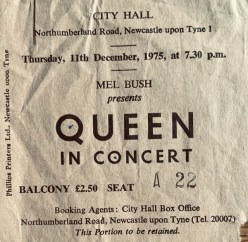 CITY HALL
Northumberland Road, Newcastle upon Tyne 1
Thursday, 11th December, 1975, at 7.30 p.m.
MEL BUSH
presents
QUEEN
IN CONCERT
BALCONY £2.50 SEAT A 22
Booking Agents: City Hall Box Office
Northumberland Road, Newcastle upon Tyne (Tel. 20007)
This Portion to be retained.
Phillips Printers Ltd., Newcastle upon Tyne